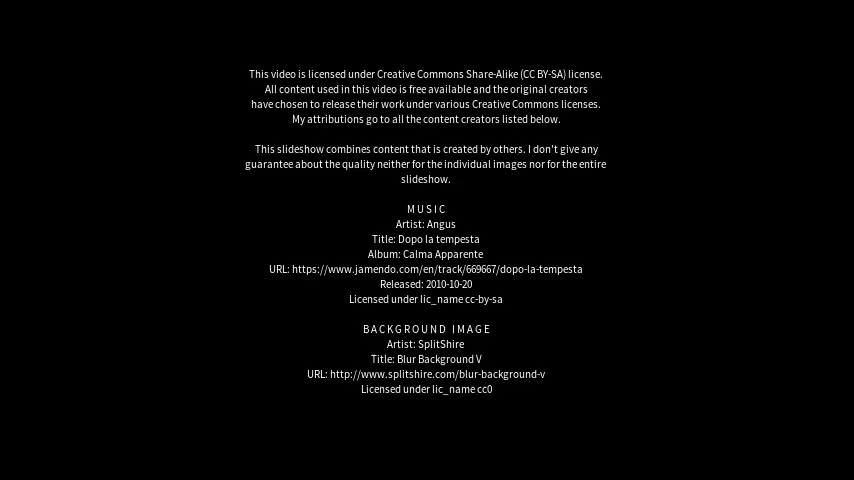 This video is licensed under Creative Commons Share-Alike (CC BY-SA) license.
All content used in this video is free available and the original creators
have chosen to release their work under various Creative Commons licenses.
My attributions go to all the content creators listed below.
This slideshow combines content that is created by others. I don't give any
guarantee about the quality neither for the individual images nor for the entire
slideshow.
MUSIC
Artist: Angus
Title: Dopo la tempesta
Album: Calma Apparente
URL: https://www.jamendo.com/en/track/669667/dopo-la-tempesta
Released: 2010-10-20
Licensed under lic_name cc-by-sa
BACKGROUND IMAGE
Artist: SplitShire
Title: Blur Background V
URL: http://www.splitshire.com/blur-background-v
Licensed under lic_name cc0